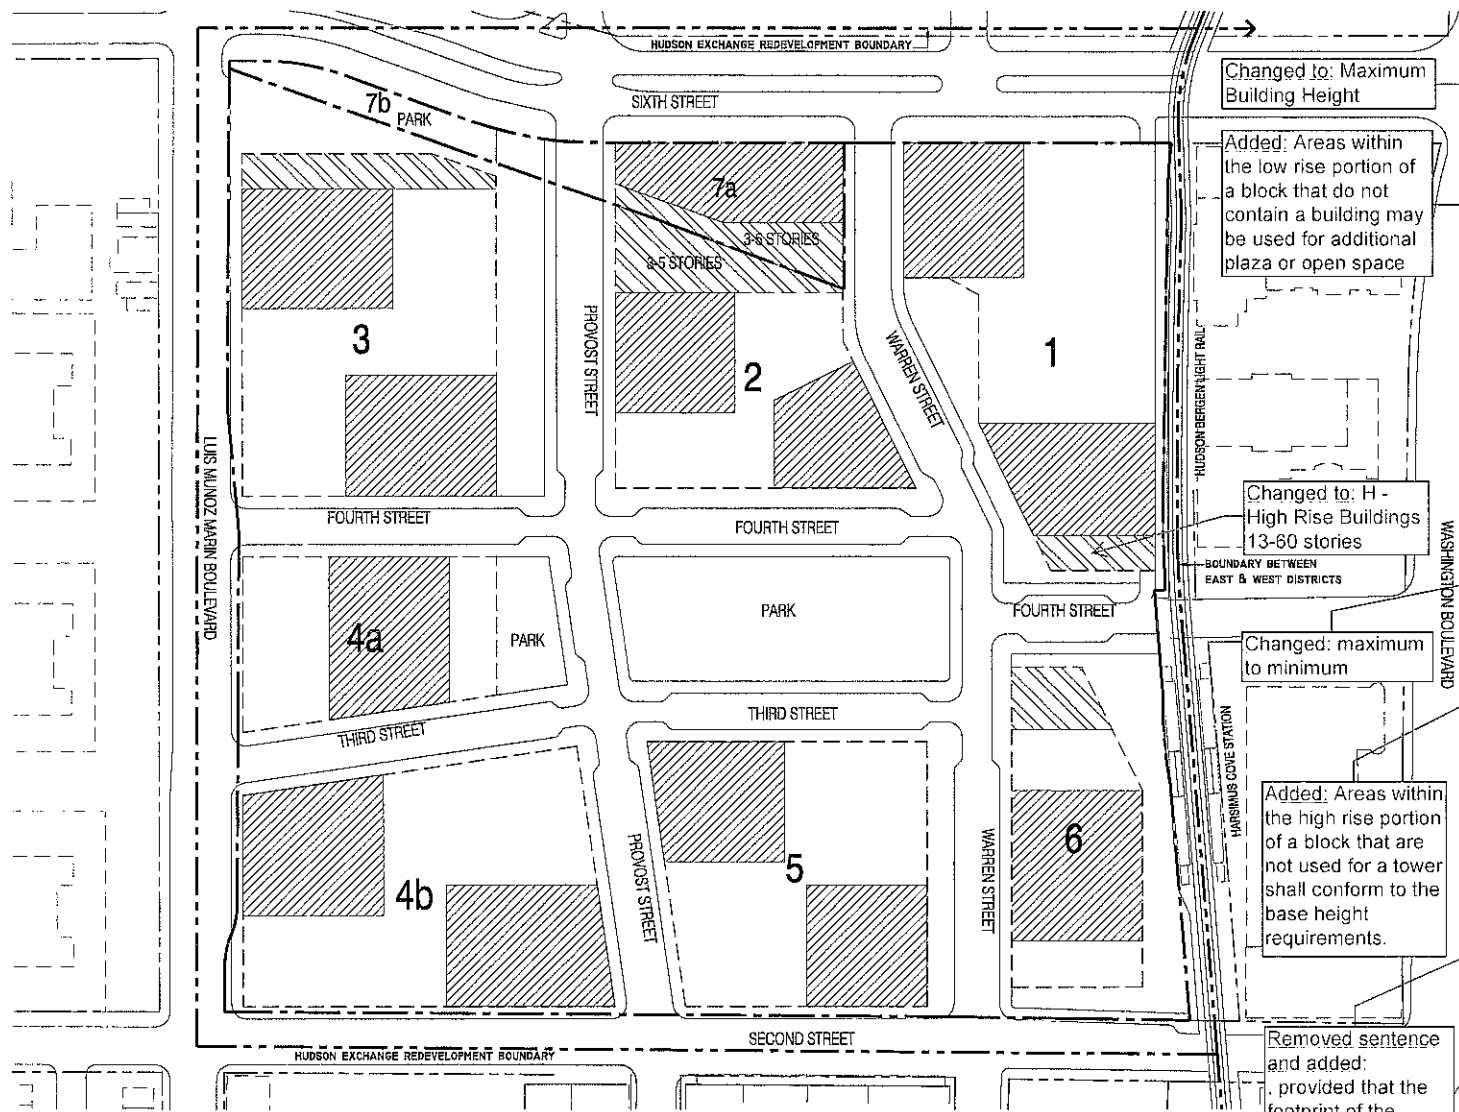 HUDSON EXCHANGE REDEVELOPMENT BOUNDARY
Changed to: Maximum
Building Height
SIXTH STREET
7b
PARK
Added: Areas within
the low rise portion of
a block that do not
contain a building may
be used for additional
plaza or open space
7a
3-5 STORIES
3-5 STORIES
3
2
1
PROVOST STREET
WARREN STREET
HUDSON BERGEN LIGHT RAIL
LUIS MUNOZ MARIN BOULEVARD
WASHINGTON BOULEVARD
Changed to: H -
High Rise Buildings
13-60 stories
FOURTH STREET
FOURTH STREET
BOUNDARY BETWEEN
EAST & WEST DISTRICTS
FOURTH STREET
4a
PARK
PARK
Changed: maximum
to minimum
THIRD STREET
THIRD STREET
HARSIMUS COVE STATION
Added: Areas within
the high rise portion
of a block that are
not used for a tower
shall conform to the
base height
requirements.
4b
PROVOST STREET
5
WARREN STREET
6
SECOND STREET
HUDSON EXCHANGE REDEVELOPMENT BOUNDARY
Removed sentence
and added:
, provided that the
footprint of the